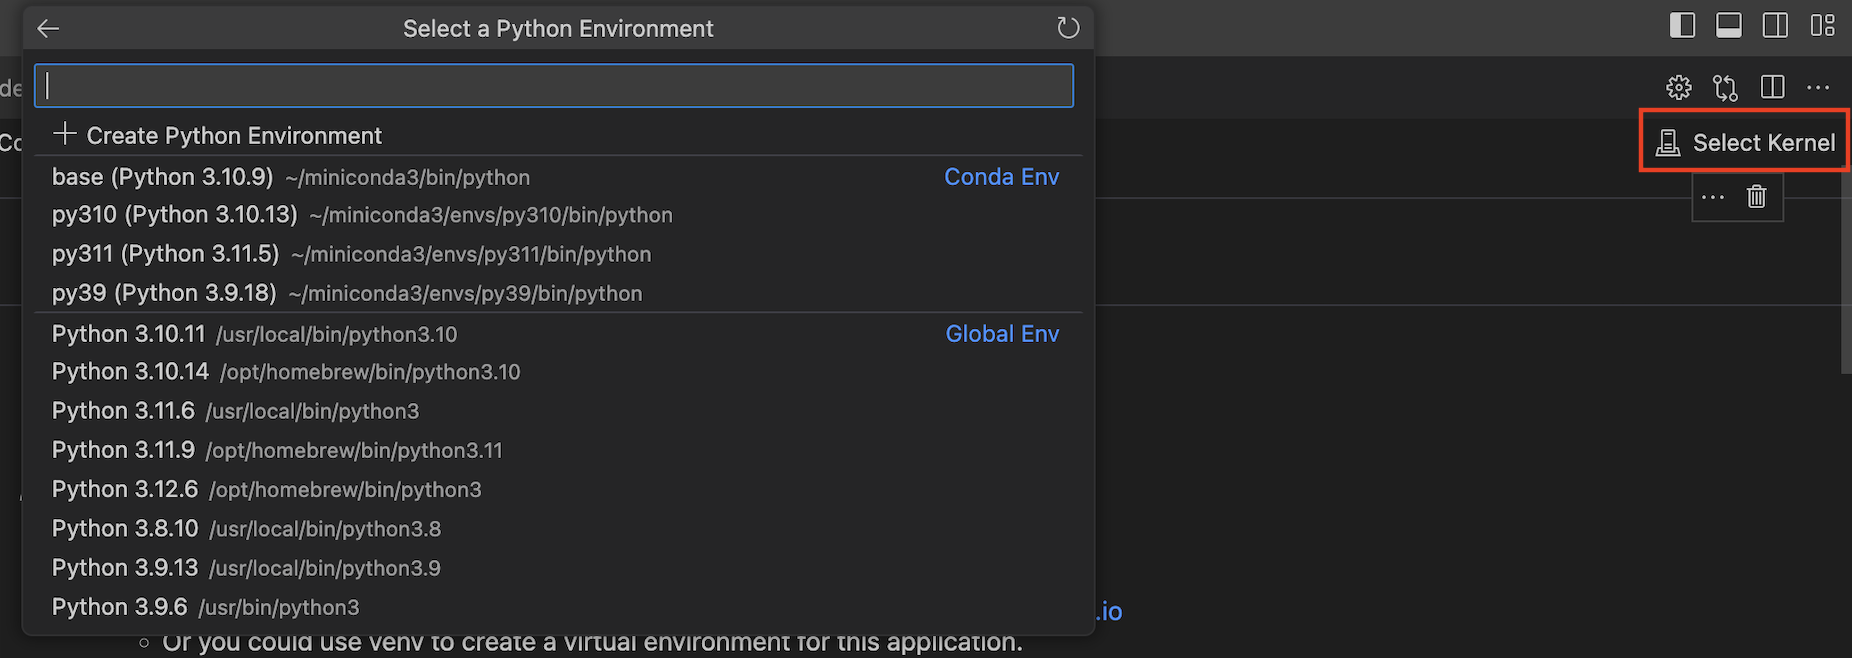 Select a Python Environment
de
Create Python Environment
Co
Select Kernel
base (Python 3.10.9) ~/miniconda3/bin/python Conda Env
py310 (Python 3.10.13) ~/miniconda3/envs/py310/bin/python
py311 (Python 3.11.5) ~/miniconda3/envs/py311/bin/python
py39 (Python 3.9.18) ~/miniconda3/envs/py39/bin/python
Python 3.10.11 /usr/local/bin/python3.10 Global Env
Python 3.10.14 /opt/homebrew/bin/python3.10
Python 3.11.6 /usr/local/bin/python3
Python 3.11.9 /opt/homebrew/bin/python3.11
Python 3.12.6 /opt/homebrew/bin/python3
Python 3.8.10 /usr/local/bin/python3.8
Python 3.9.13 /usr/local/bin/python3.9
Python 3.9.6 /usr/bin/python3
.io
Or you could use venv to create a virtual environment for this application.